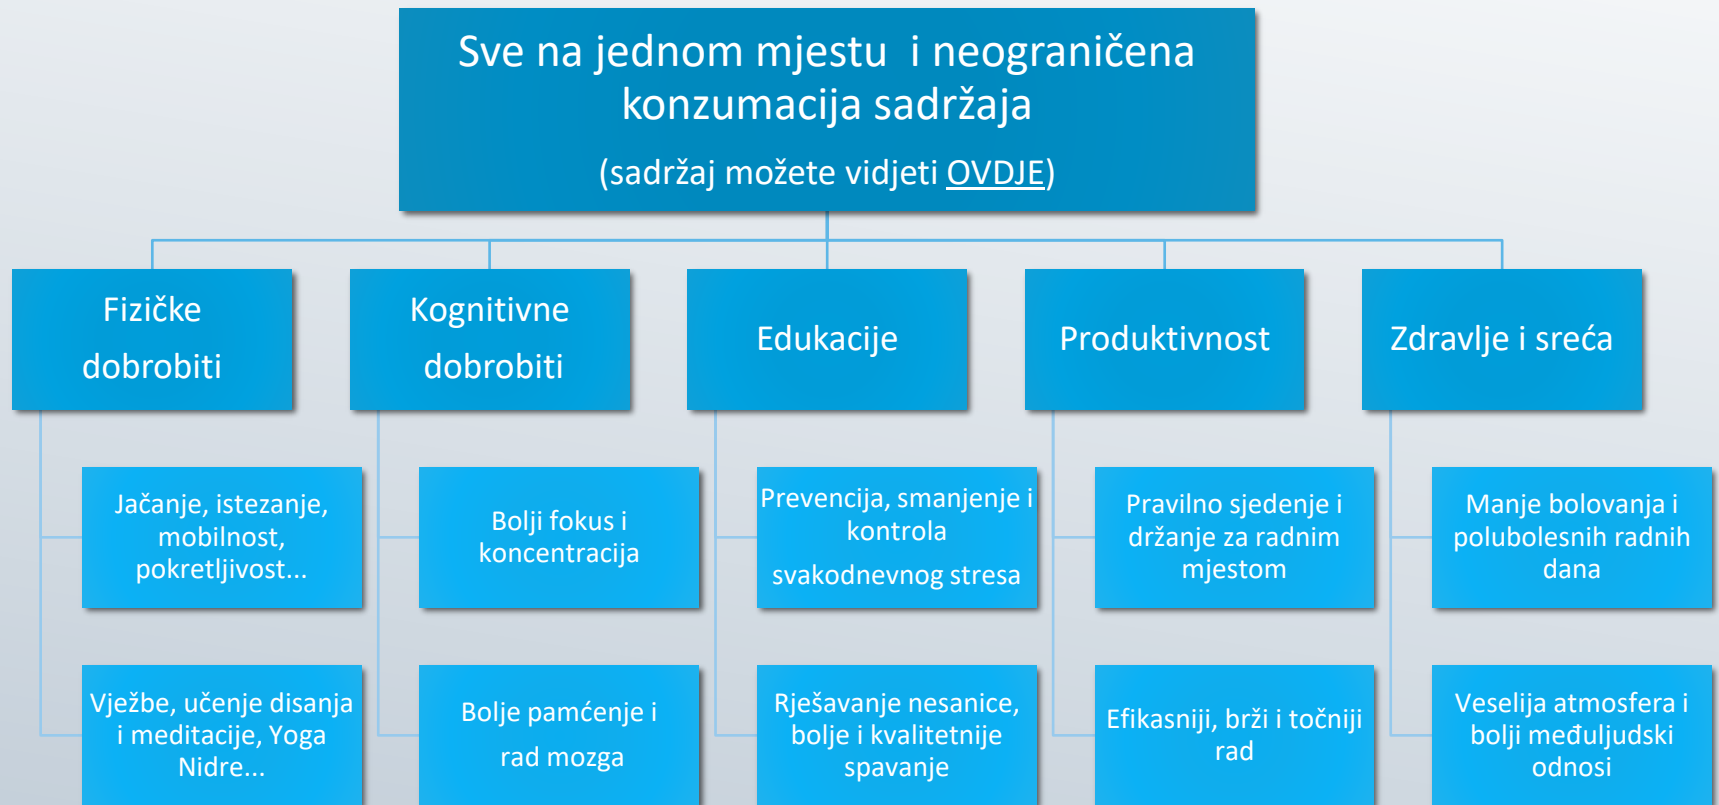 Sve na jednom mjestu i neograničena
konzumacija sadržaja
(sadržaj možete vidjeti OVDJE)
Fizičke
dobrobiti
Kognitivne
dobrobiti
Edukacije
Produktivnost
Zdravlje i sreća
Jačanje, istezanje,
mobilnost,
pokretljivost...
Bolji fokus i
koncentracija
Prevencija, smanjenje i
kontrola
svakodnevnog stresa
Pravilno sjedenje i
držanje za radnim
mjestom
Manje bolovanja i
polubolesnih radnih
dana
Vježbe, učenje disanja
i meditacije, Yoga
Nidre...
Bolje pamćenje i
rad mozga
Rješavanje nesanice,
bolje i kvalitetnije
spavanje
Efikasniji, brži i točniji
rad
Veselija atmosfera i
bolji međuljudski
odnosi